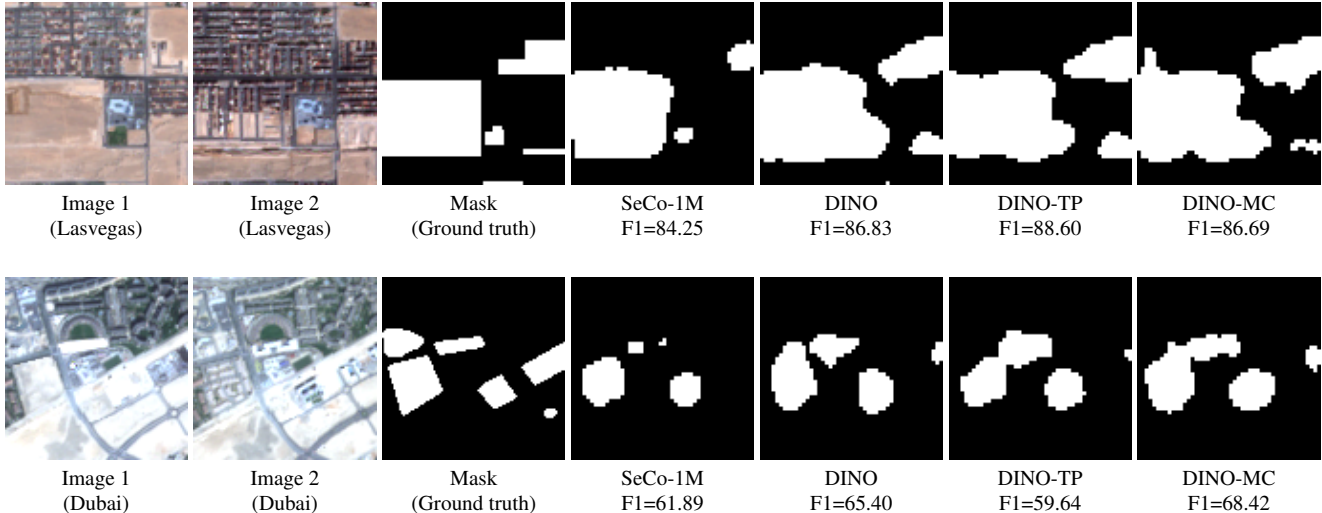 Image 1 Image 2 Mask SeCo-1M DINO DINO-TP DINO-MC
(Lasvegas) (Lasvegas) (Ground truth) F1=84.25 F1=86.83 F1=88.60 F1=86.69
Image 1 Image 2 Mask SeCo-1M DINO DINO-TP DINO-MC
(Dubai) (Dubai) (Ground truth) F1=61.89 F1=65.40 F1=59.64 F1=68.42